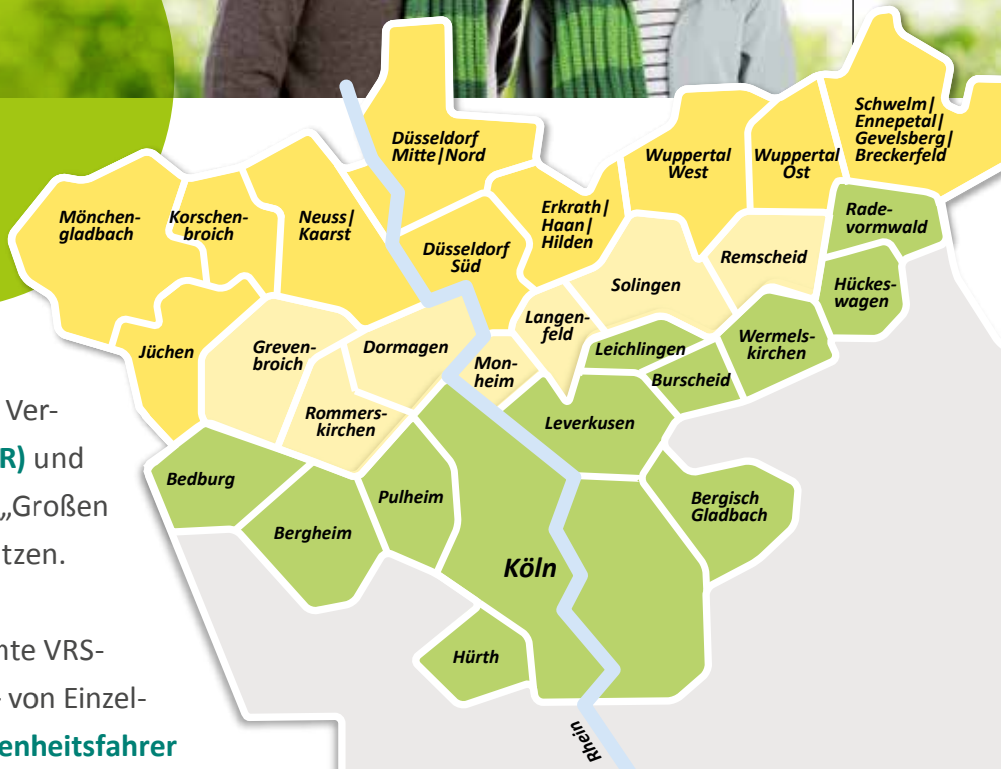 Düsseldorf
Mitte|Nord
Schwelm|
Ennepetal|
Gevelsberg|
Breckerfeld
Wuppertal
West
Wuppertal
Ost
Mönchen-
gladbach
Korschen-
broich
Neuss|
Kaarst
Erkrath|
Haan|
Hilden
Rade-
vormwald
Düsseldorf
Süd
Solingen
Remscheid
Hückes-
wagen
Jüchen
Greven-
broich
Dormagen
Langen-
feld
Leichlingen
Wermels-
kirchen
Mon-
heim
Burscheid
Rommers-
kirchen
Leverkusen
Bedburg
Pulheim
Bergisch
Gladbach
Bergheim
Köln
Hürth
Rhein
Ver-
R) und
„Großen
tzen.
nte VRS-
von Einzel-
enheitsfahrer